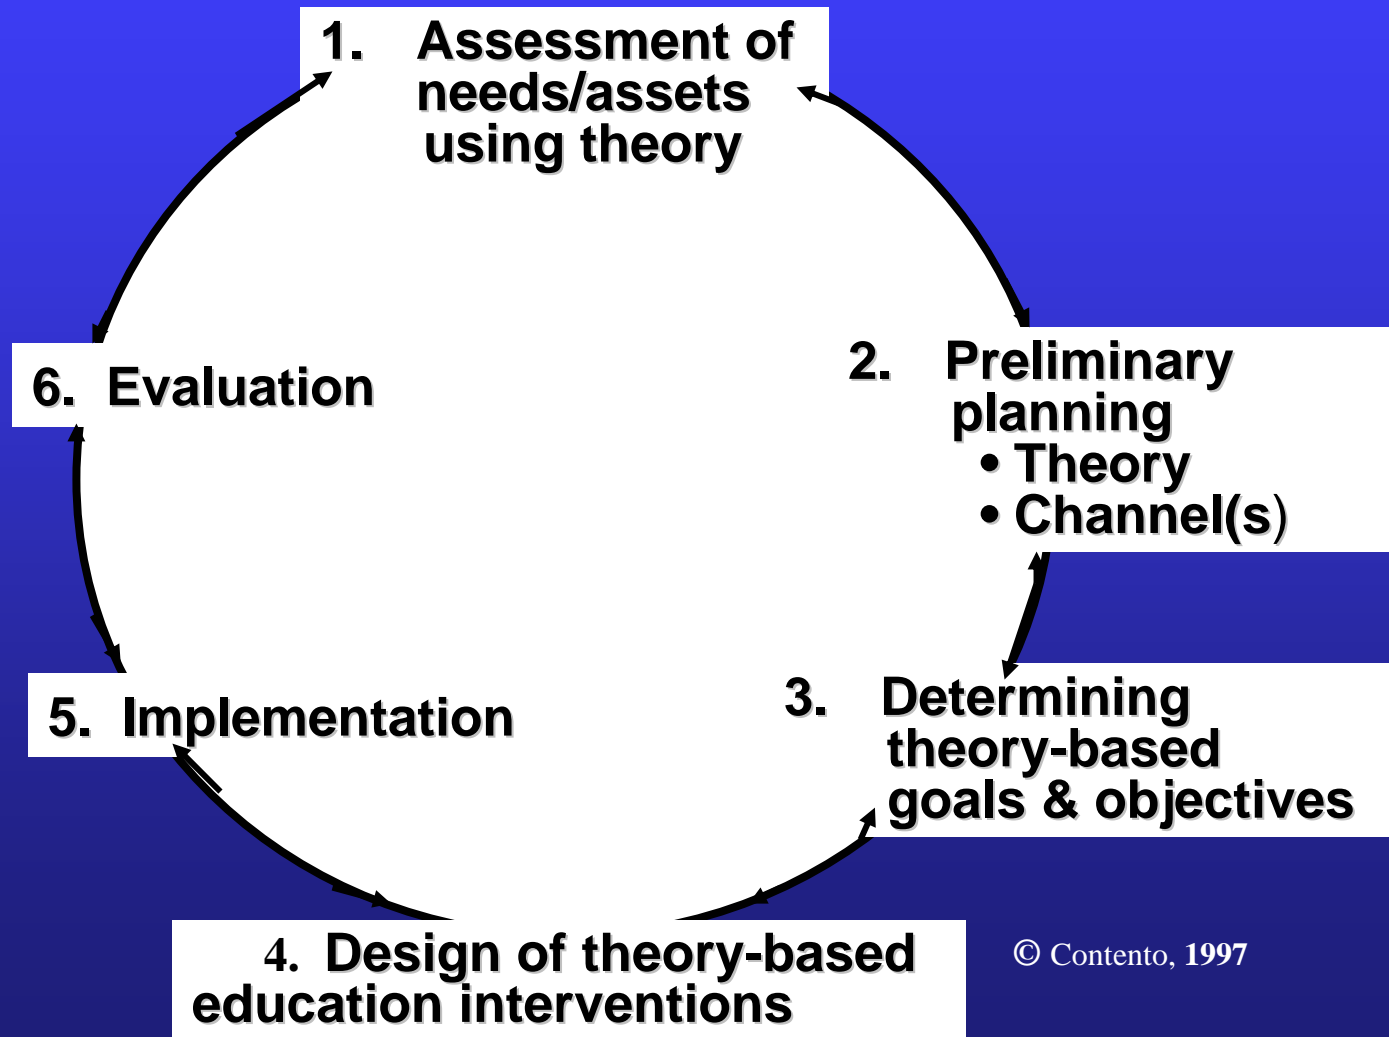 1. Assessment of
needs/assets
using theory
2. Preliminary
planning
• Theory
• Channel(s)
3. Determining
theory-based
goals & objectives
4. Design of theory-based
education interventions
5. Implementation
6. Evaluation
© Contento, 1997